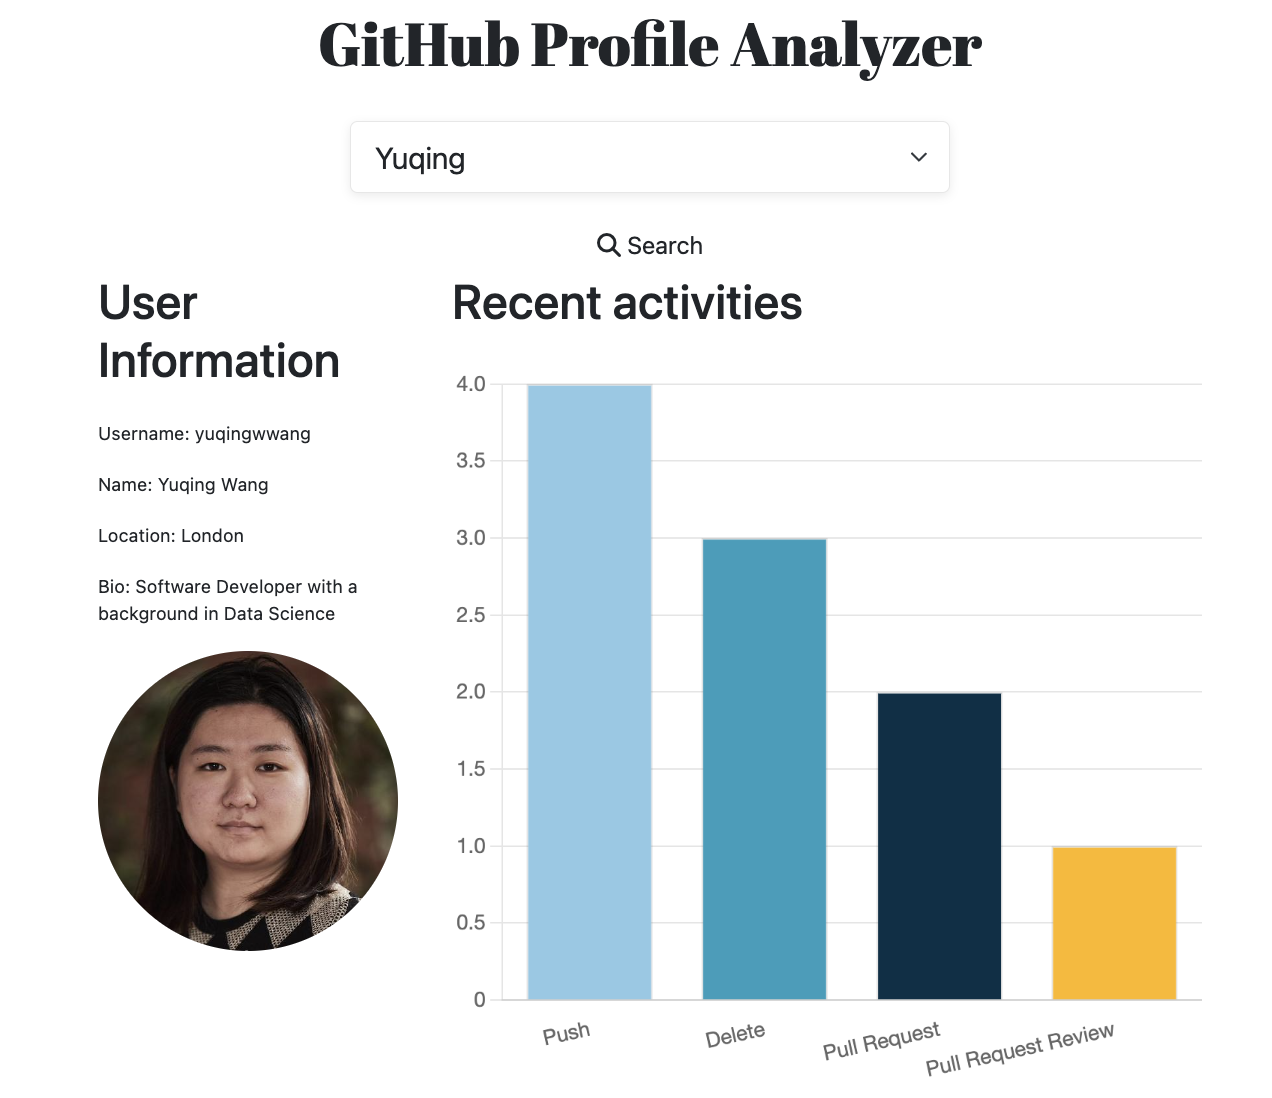 GitHub Profile Analyzer
Yuqing
Search
User
Information
Username: yuqingwwang
Name: Yuqing Wang
Location: London
Bio: Software Developer with a
background in Data Science
Recent activities
4.0
3.5
3.0
2.5
2.0
1.5
1.0
0.5
0
Push
Delete
Pull Request
Pull Request Review